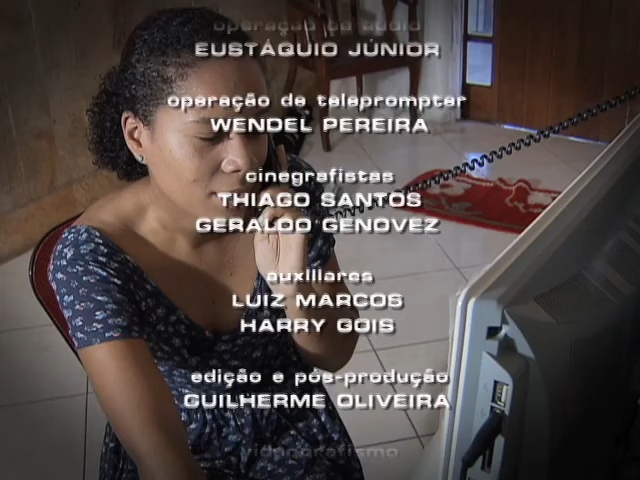 operação de áudio
EUSTÁQUIO JÚNIOR
operação de teleprompter
WENDEL PEREIRA
cinegrafistas
THIAGO SANTOS
GERALDO GENOVEZ
auxiliares
LUIZ MARCOS
HARRY GOIS
edição e pós-produção
GUILHERME OLIVEIRA
videografismo